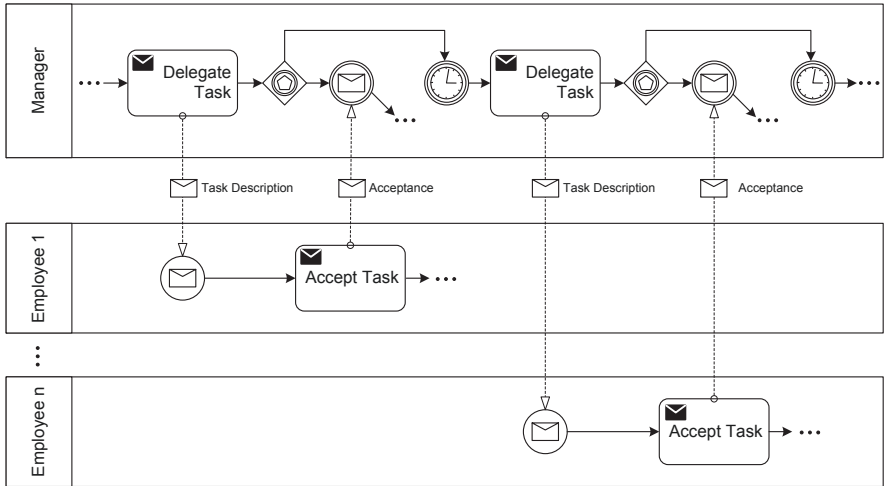 Manager
Delegate
Task
Delegate
Task
Task Description
Acceptance
Task Description
Acceptance
Employee 1
Accept Task
Employee n
Accept Task